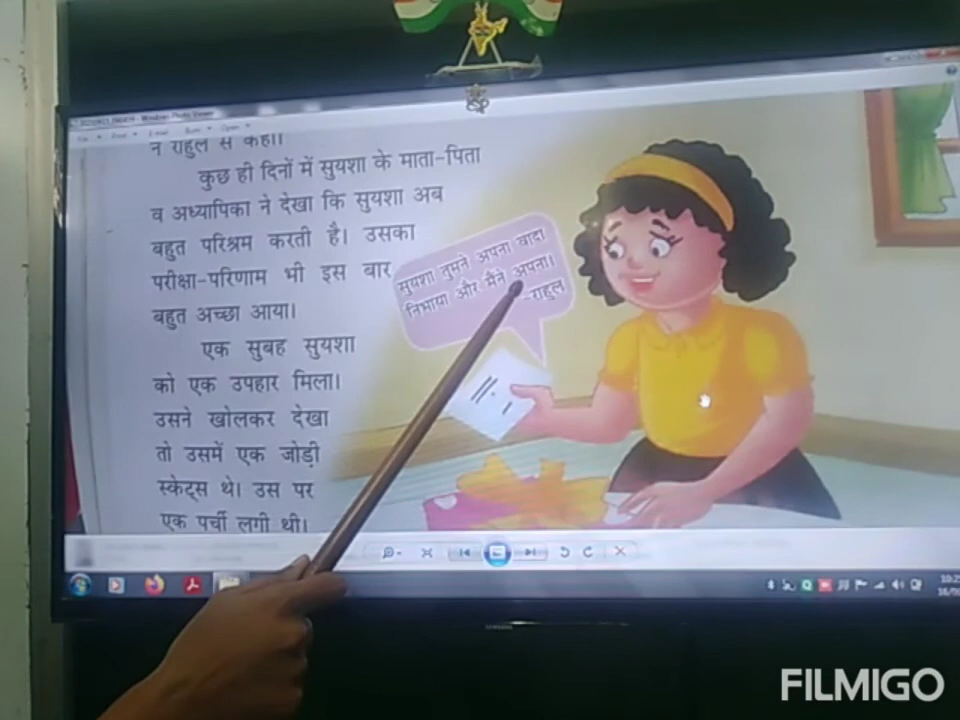 ने राहुल से कहा।
कुछ ही दिनों में सुयशा के माता-पिता
व अध्यापिका ने देखा कि सुयशा अब
बहुत परिश्रम करती है। उसका
परीक्षा-परिणाम भी इस बार
बहुत अच्छा आया।
एक सुबह सुयशा
को एक उपहार मिला।
उसने खोलकर देखा
तो उसमें एक जोड़ी
स्केट्स थे। उस पर
एक पर्ची लगी थी।
सुयशा तुमने अपना वादा
निभाया और मैंने अपना।
-राहुल
SAMSUNG
FILMIGO